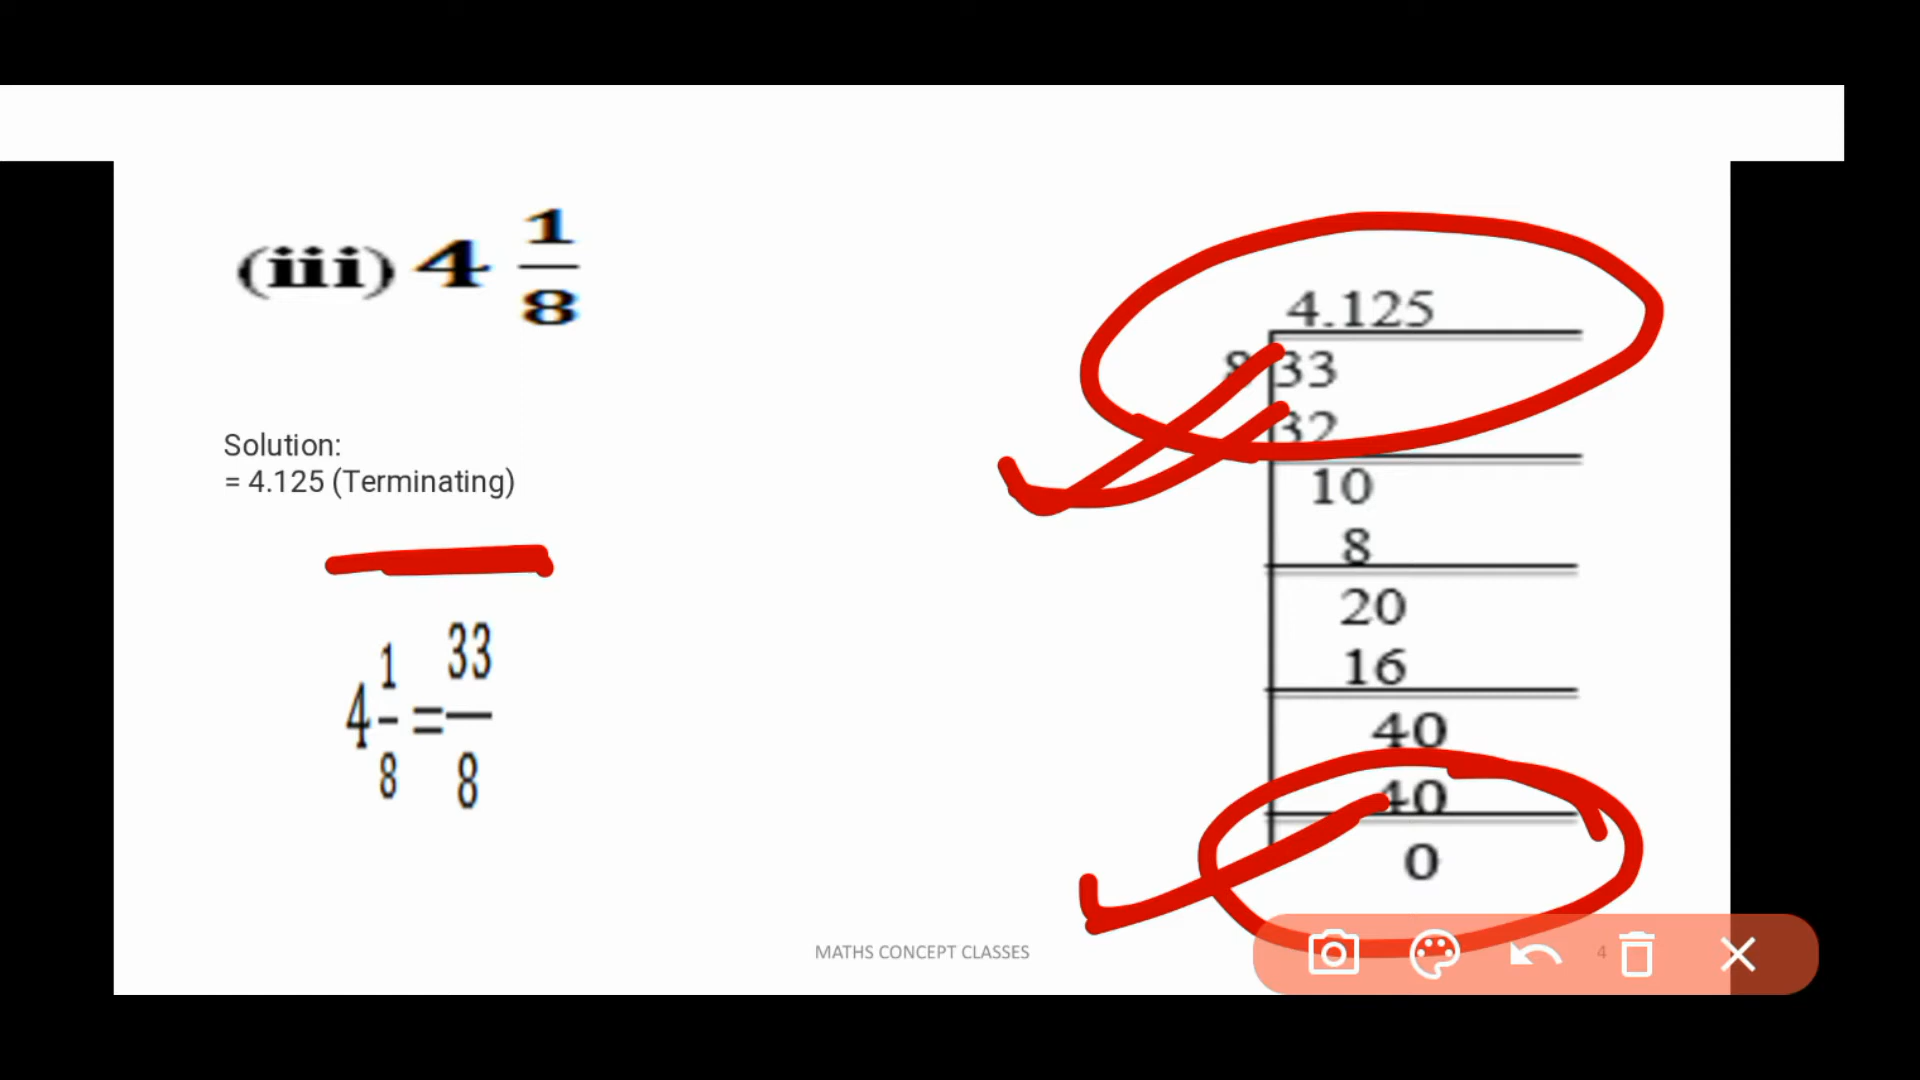 (iii) 4 1/8
Solution:
= 4.125 (Terminating)
4 1/8 = 33/8
4.125
8 33
32
10
8
20
16
40
40
0
MATHS CONCEPT CLASSES
4